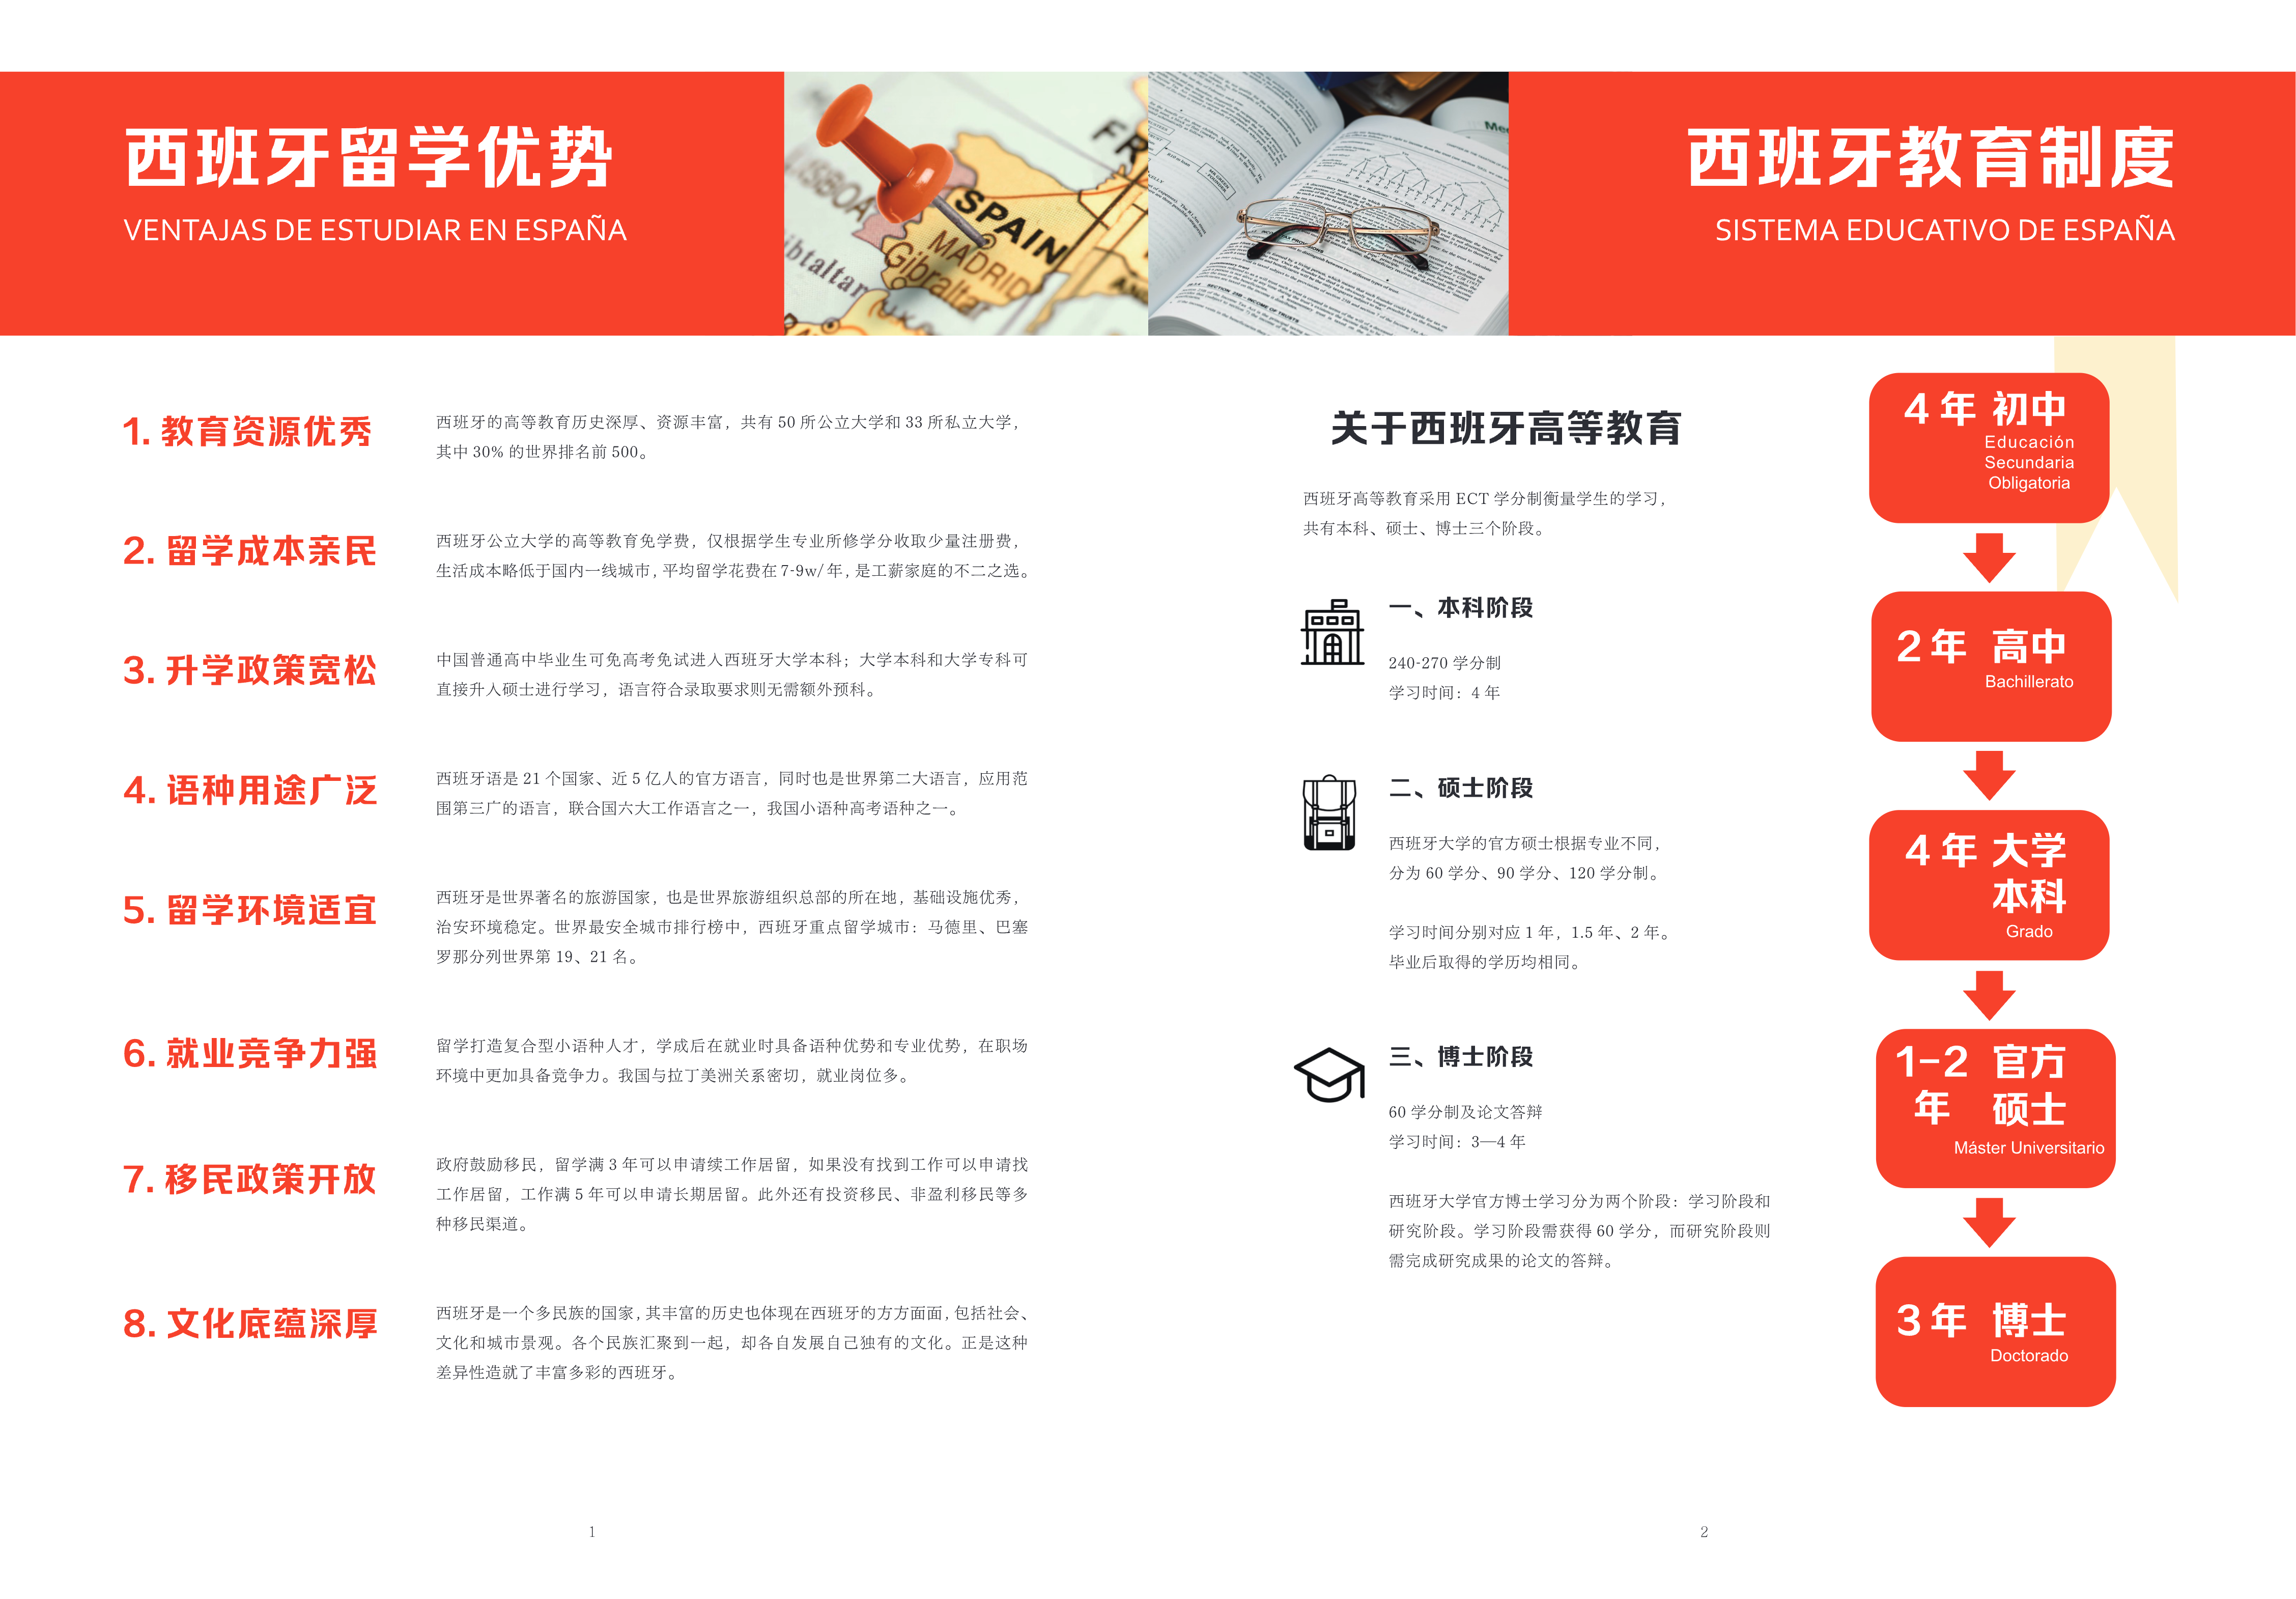 西班牙留学优势
VENTAJAS DE ESTUDIAR EN ESPAÑA
SPAIN
MADRID
Gibraltar
LISBOA
ibtaltar
FR
西班牙教育制度
SISTEMA EDUCATIVO DE ESPAÑA
1. 教育资源优秀
西班牙的高等教育历史深厚、资源丰富，共有 50 所公立大学和 33 所私立大学，
其中 30% 的世界排名前 500。
2. 留学成本亲民
西班牙公立大学的高等教育免学费，仅根据学生专业所修学分收取少量注册费，
生活成本略低于国内一线城市，平均留学花费在 7-9w/ 年，是工薪家庭的不二之选。
3. 升学政策宽松
中国普通高中毕业生可免高考免试进入西班牙大学本科；大学本科和大学专科可
直接升入硕士进行学习，语言符合录取要求则无需额外预科。
4. 语种用途广泛
西班牙语是 21 个国家、近 5 亿人的官方语言，同时也是世界第二大语言，应用范
围第三广的语言，联合国六大工作语言之一，我国小语种高考语种之一。
5. 留学环境适宜
西班牙是世界著名的旅游国家，也是世界旅游组织总部的所在地，基础设施优秀，
治安环境稳定。世界最安全城市排行榜中，西班牙重点留学城市：马德里、巴塞
罗那分列世界第 19、21 名。
6. 就业竞争力强
留学打造复合型小语种人才，学成后在就业时具备语种优势和专业优势，在职场
环境中更加具备竞争力。我国与拉丁美洲关系密切，就业岗位多。
7. 移民政策开放
政府鼓励移民，留学满 3 年可以申请续工作居留，如果没有找到工作可以申请找
工作居留，工作满 5 年可以申请长期居留。此外还有投资移民、非盈利移民等多
种移民渠道。
8. 文化底蕴深厚
西班牙是一个多民族的国家，其丰富的历史也体现在西班牙的方方面面，包括社会、
文化和城市景观。各个民族汇聚到一起，却各自发展自己独有的文化。正是这种
差异性造就了丰富多彩的西班牙。
1
关于西班牙高等教育
西班牙高等教育采用 ECT 学分制衡量学生的学习，
共有本科、硕士、博士三个阶段。
一、本科阶段
240-270 学分制
学习时间：4 年
二、硕士阶段
西班牙大学的官方硕士根据专业不同，
分为 60 学分、90 学分、120 学分制。
学习时间分别对应 1 年，1.5 年、2 年。
毕业后取得的学历均相同。
三、博士阶段
60 学分制及论文答辩
学习时间：3—4 年
西班牙大学官方博士学习分为两个阶段：学习阶段和
研究阶段。学习阶段需获得 60 学分，而研究阶段则
需完成研究成果的论文的答辩。
4 年 初中
Educación
Secundaria
Obligatoria
2 年 高中
Bachillerato
4 年 大学
本科
Grado
1-2 官方
年 硕士
Máster Universitario
3 年 博士
Doctorado
2